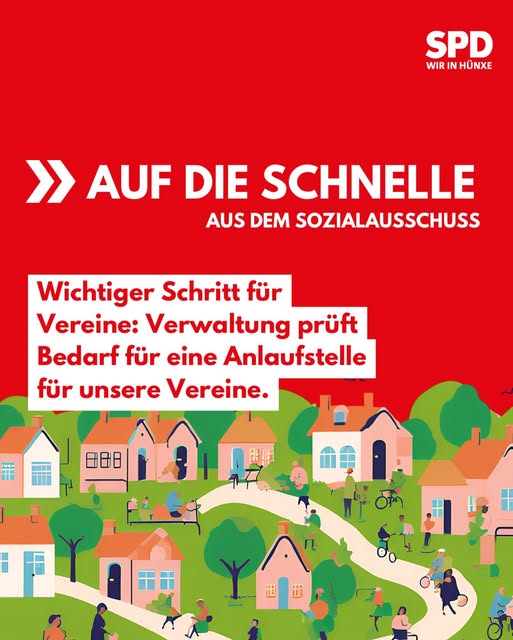 SPD
WIR IN HÜNXE
AUF DIE SCHNELLE
AUS DEM SOZIALAUSSCHUSS
Wichtiger Schritt für
Vereine: Verwaltung prüft
Bedarf für eine Anlaufstelle
für unsere Vereine.